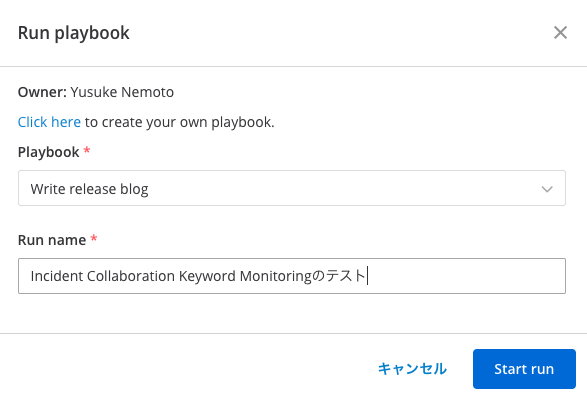 Run playbook
Owner: Yusuke Nemoto
Click here to create your own playbook.
Playbook *
Write release blog
Run name *
Incident Collaboration Keyword Monitoringのテスト
キャンセル Start run